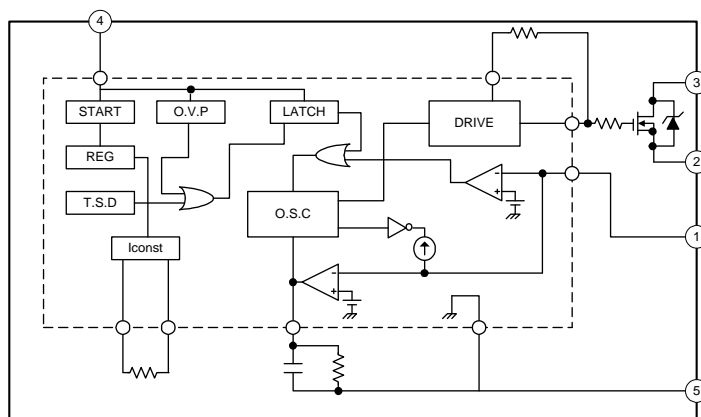 4
3
START
O.V.P
LATCH
DRIVE
REG
2
T.S.D
O.S.C
-
+
1
Iconst
-
+
5